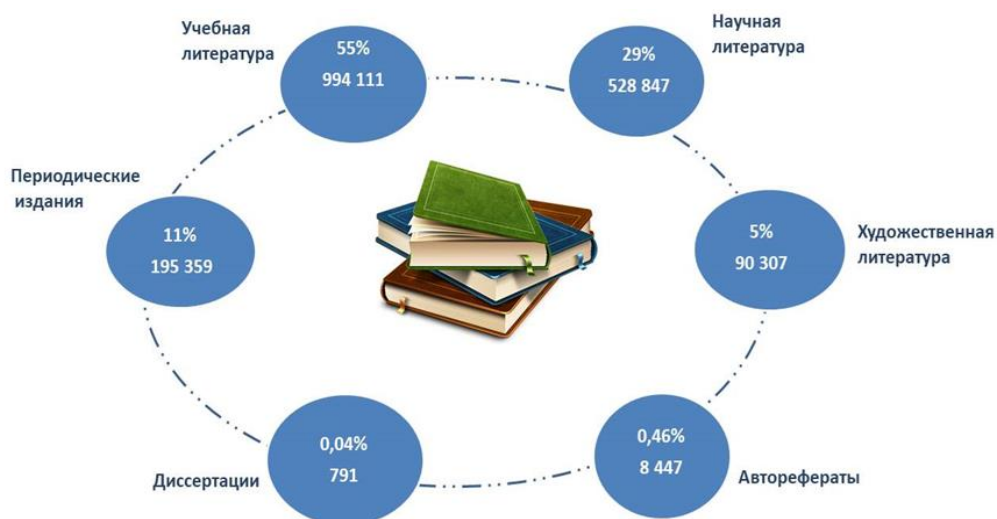 Учебная
литература
55%
994 111
Научная
литература
29%
528 847
Периодические
издания
11%
195 359
5%
90 307
Художественная
литература
Диссертации
0,04%
791
0,46%
8 447
Авторефераты